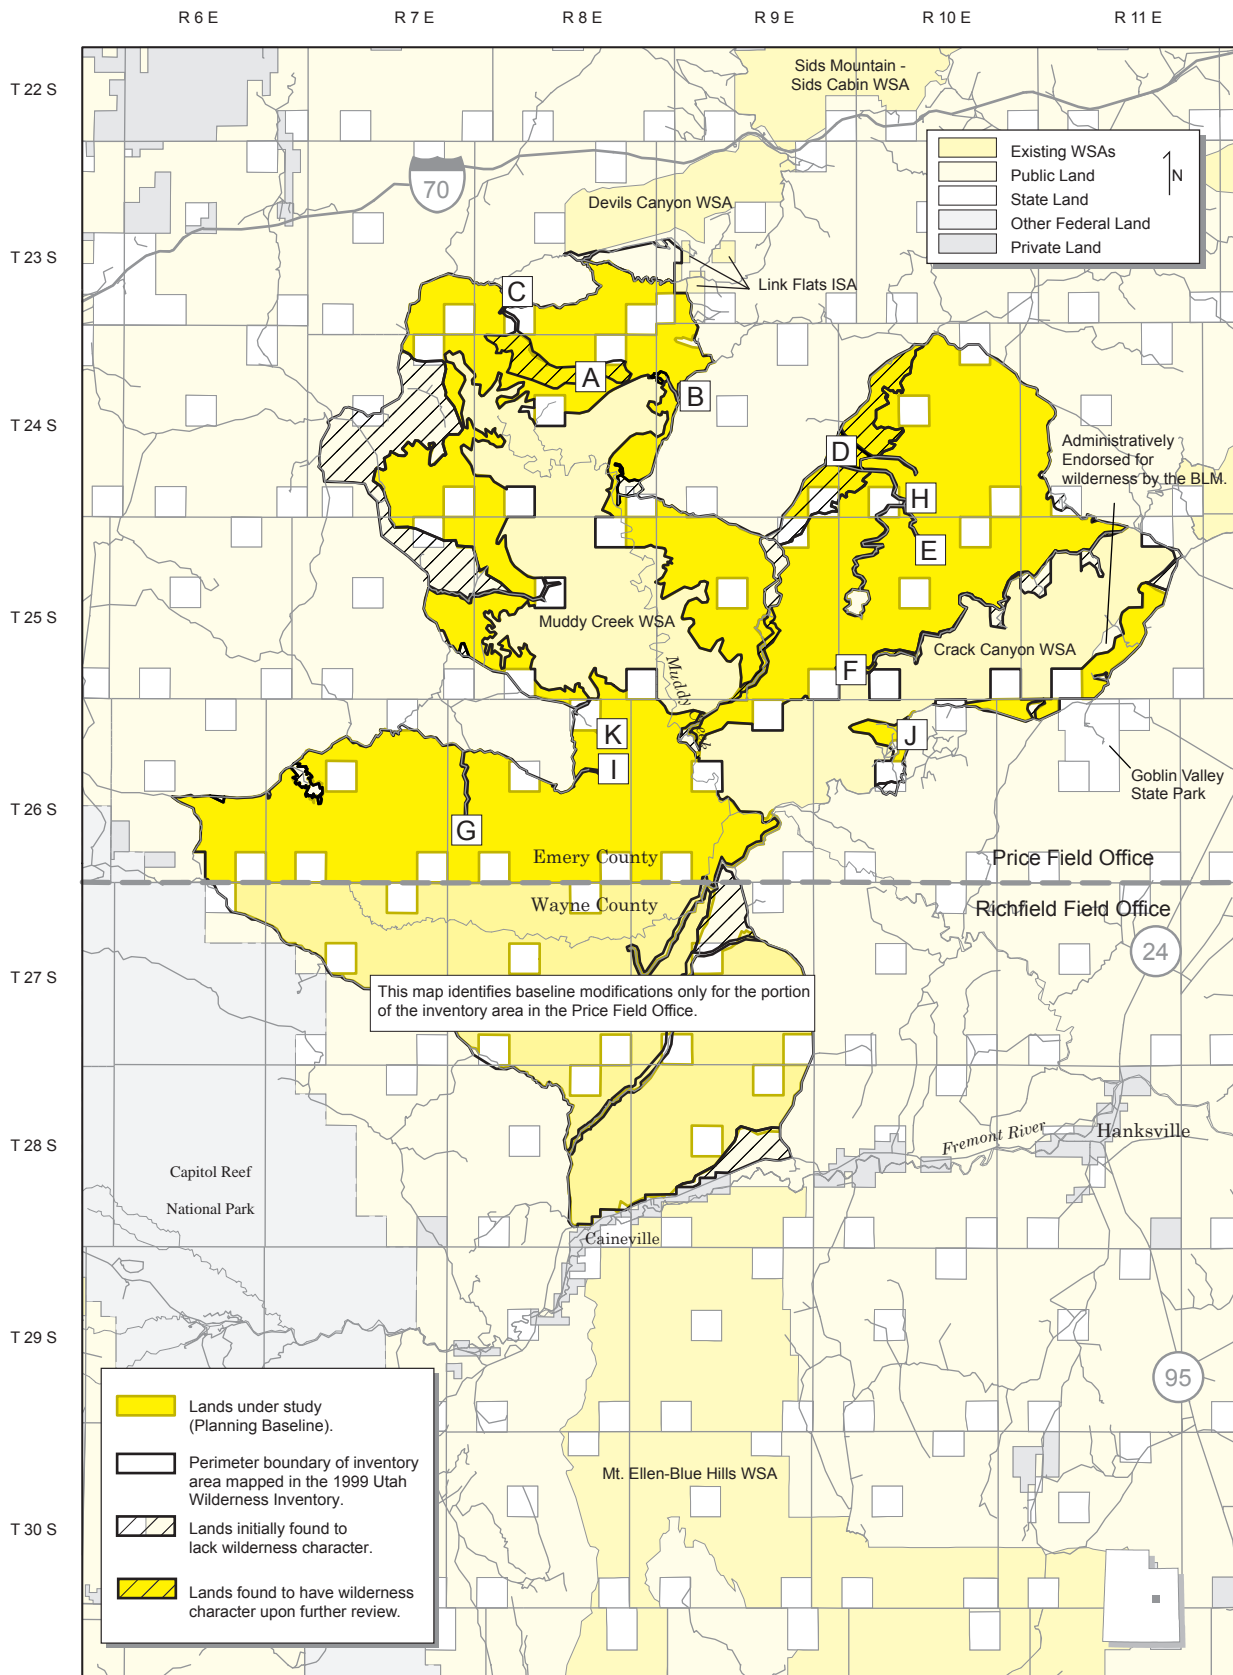 R 6 E
R 7 E
R 8 E
R 9 E
R 10 E
R 11 E
T 22 S
T 23 S
T 24 S
T 25 S
T 26 S
T 27 S
T 28 S
T 29 S
T 30 S
Sids Mountain -
Sids Cabin WSA
Existing WSAs
Public Land
State Land
Other Federal Land
Private Land
N
70
Devils Canyon WSA
Link Flats ISA
C
A
B
D
H
E
Administratively
Endorsed for
wilderness by the BLM.
Muddy Creek WSA
Crack Canyon WSA
F
Muddy Creek
K
I
J
G
Goblin Valley
State Park
Emery County
Wayne County
Price Field Office
Richfield Field Office
24
This map identifies baseline modifications only for the portion
of the inventory area in the Price Field Office.
Fremont River
Hanksville
Capitol Reef
National Park
Caineville
95
Mt. Ellen-Blue Hills WSA
Lands under study
(Planning Baseline).
Perimeter boundary of inventory
area mapped in the 1999 Utah
Wilderness Inventory.
Lands initially found to
lack wilderness character.
Lands found to have wilderness
character upon further review.